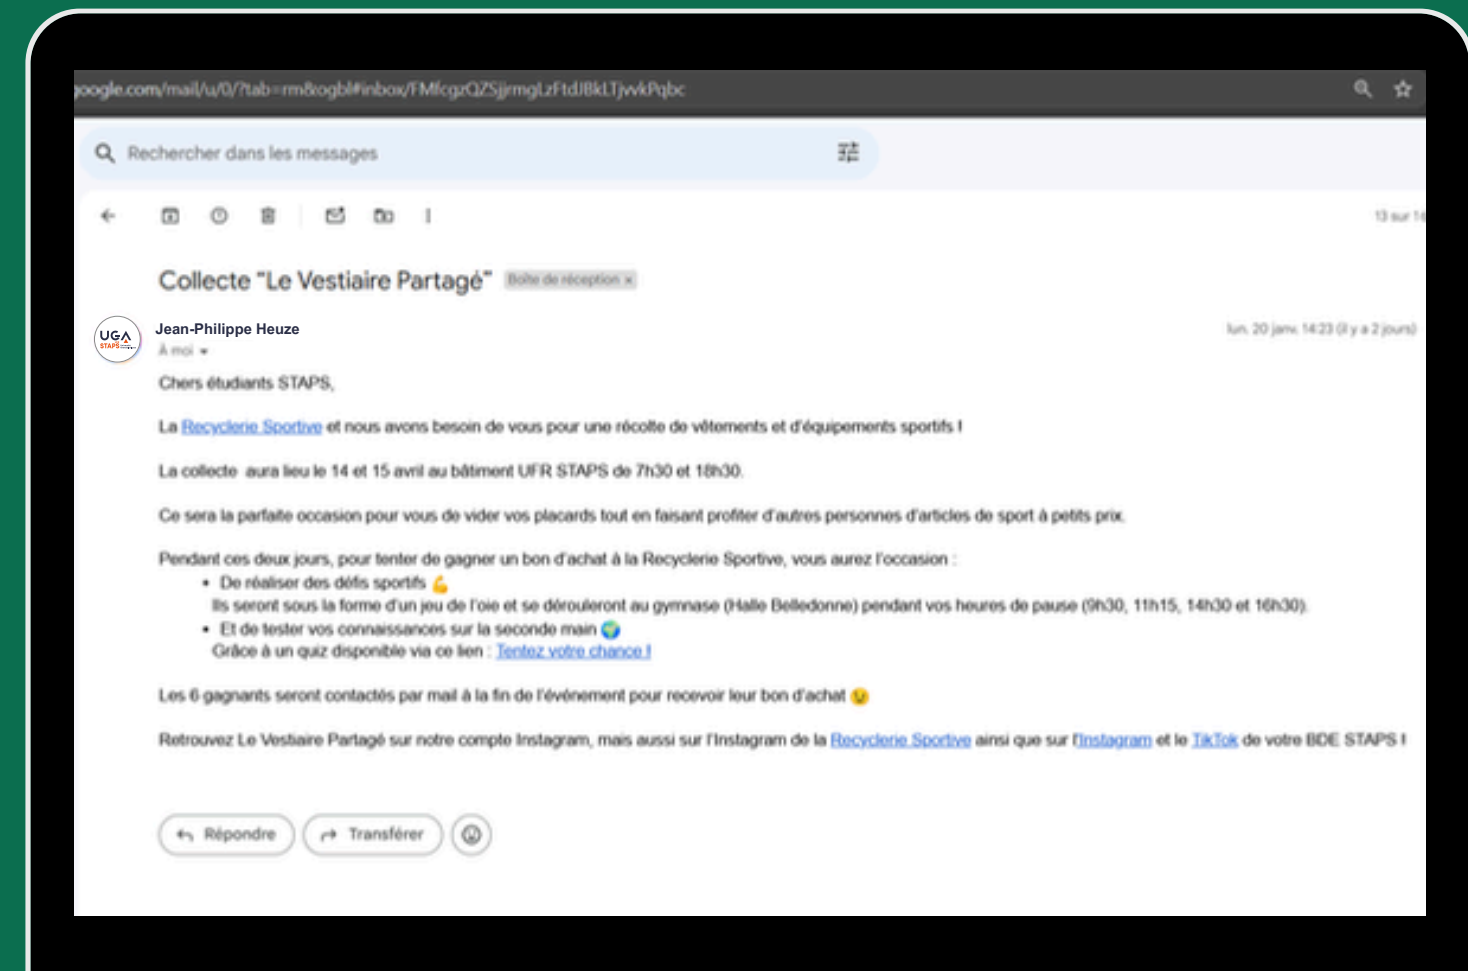 google.com/mail/u/0/?tab=rm&ogbl#inbox/FMfcgzQZSjjrmgLzFtdJBkLTjvvkPqbc
Rechercher dans les messages
13 sur 16
Collecte "Le Vestiaire Partagé" Boîte de réception ×
UGA
STAPS
Jean-Philippe Heuze
lun. 20 janv. 14:23 (il y a 2 jours)
À moi
Chers étudiants STAPS,
La Recyclerie Sportive et nous avons besoin de vous pour une récolte de vêtements et d'équipements sportifs !
La collecte aura lieu le 14 et 15 avril au bâtiment UFR STAPS de 7h30 et 18h30.
Ce sera la parfaite occasion pour vous de vider vos placards tout en faisant profiter d'autres personnes d'articles de sport à petits prix.
Pendant ces deux jours, pour tenter de gagner un bon d'achat à la Recyclerie Sportive, vous aurez l'occasion :
• De réaliser des défis sportifs 💪
Ils seront sous la forme d'un jeu de l'oie et se dérouleront au gymnase (Halle Belledonne) pendant vos heures de pause (9h30, 11h15, 14h30 et 16h30).
• Et de tester vos connaissances sur la seconde main 🌍
Grâce à un quiz disponible via ce lien : Tentez votre chance !
Les 6 gagnants seront contactés par mail à la fin de l'événement pour recevoir leur bon d'achat 😉
Retrouvez Le Vestiaire Partagé sur notre compte Instagram, mais aussi sur l'Instagram de la Recyclerie Sportive ainsi que sur l'Instagram et le TikTok de votre BDE STAPS !
Répondre
Transférer